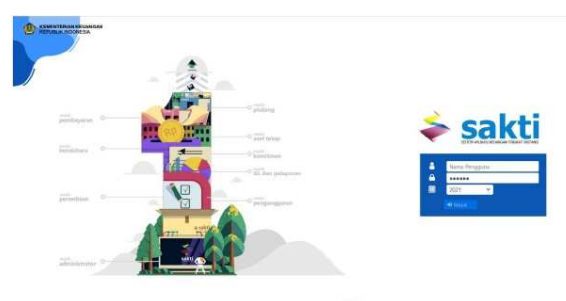 KEMENTERIAN KEUANGAN
REPUBLIK INDONESIA
modul
piutang
modul
pembayaran
modul
aset tetap
modul
bendahara
modul
komitmen
modul
GL dan pelaporan
modul
persediaan
modul
penganggaran
sakti
modul
administrator
sakti
SISTEM APLIKASI KEUANGAN TINGKAT INSTANSI
Nama Pengguna
••••••
2021
Masuk